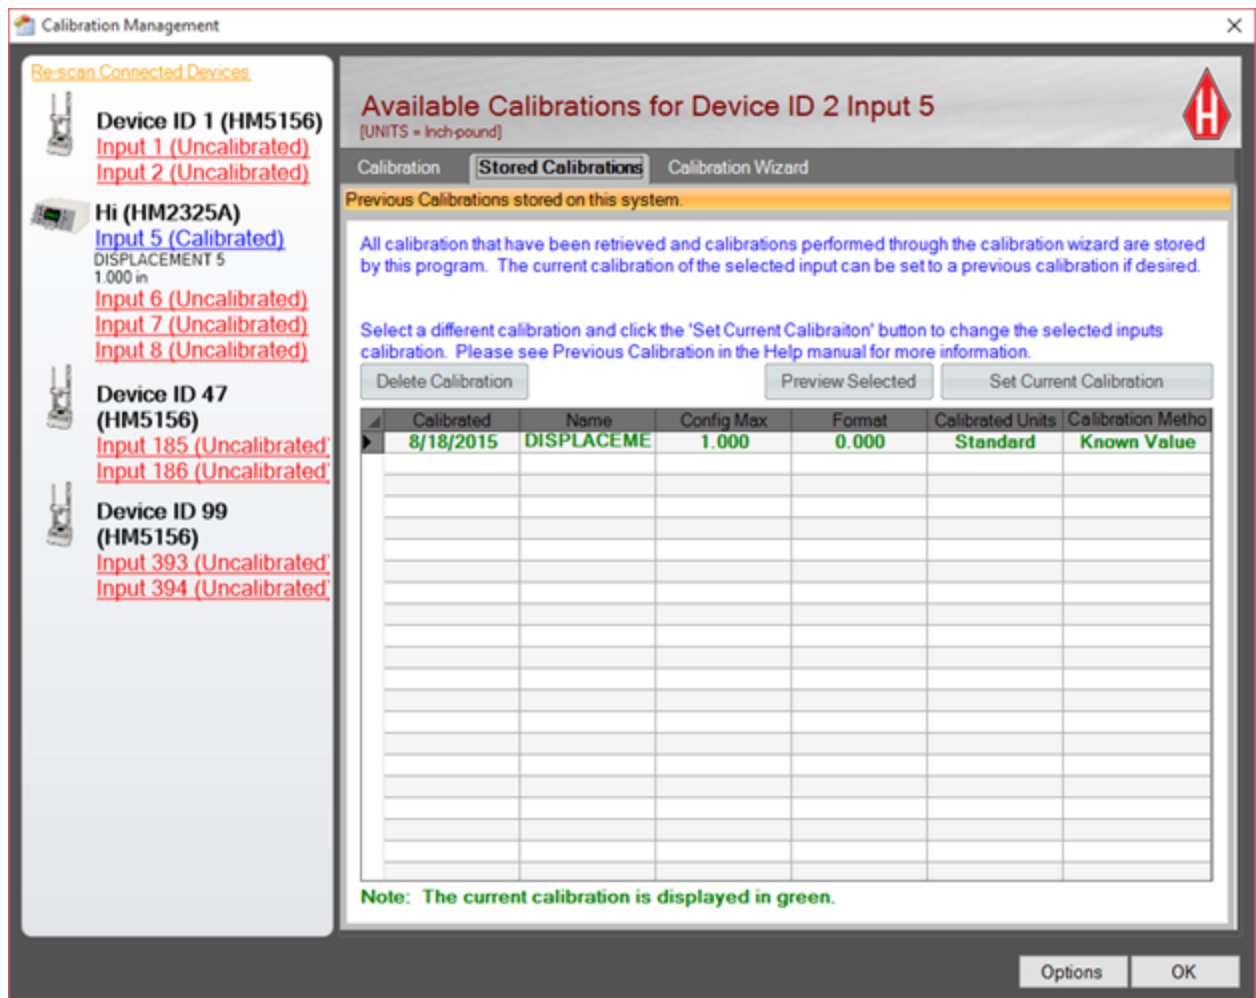 Calibration Management
Re-scan Connected Devices
Device ID 1 (HM5156)
Input 1 (Uncalibrated)
Input 2 (Uncalibrated)
Hi (HM2325A)
Input 5 (Calibrated)
DISPLACEMENT 5
1.000 in
Input 6 (Uncalibrated)
Input 7 (Uncalibrated)
Input 8 (Uncalibrated)
Device ID 47
(HM5156)
Input 185 (Uncalibrated
Input 186 (Uncalibrated
Device ID 99
(HM5156)
Input 393 (Uncalibrated
Input 394 (Uncalibrated
Available Calibrations for Device ID 2 Input 5
[UNITS = Inch-pound]
H
Calibration Stored Calibrations Calibration Wizard
Previous Calibrations stored on this system.
All calibration that have been retrieved and calibrations performed through the calibration wizard are stored
by this program. The current calibration of the selected input can be set to a previous calibration if desired.
Select a different calibration and click the 'Set Current Calibraiton' button to change the selected inputs
calibration. Please see Previous Calibration in the Help manual for more information.
Delete Calibration Preview Selected Set Current Calibration
Calibrated Name Config Max Format Calibrated Units Calibration Metho
8/18/2015 DISPLACEME 1.000 0.000 Standard Known Value
Note: The current calibration is displayed in green.
Options OK